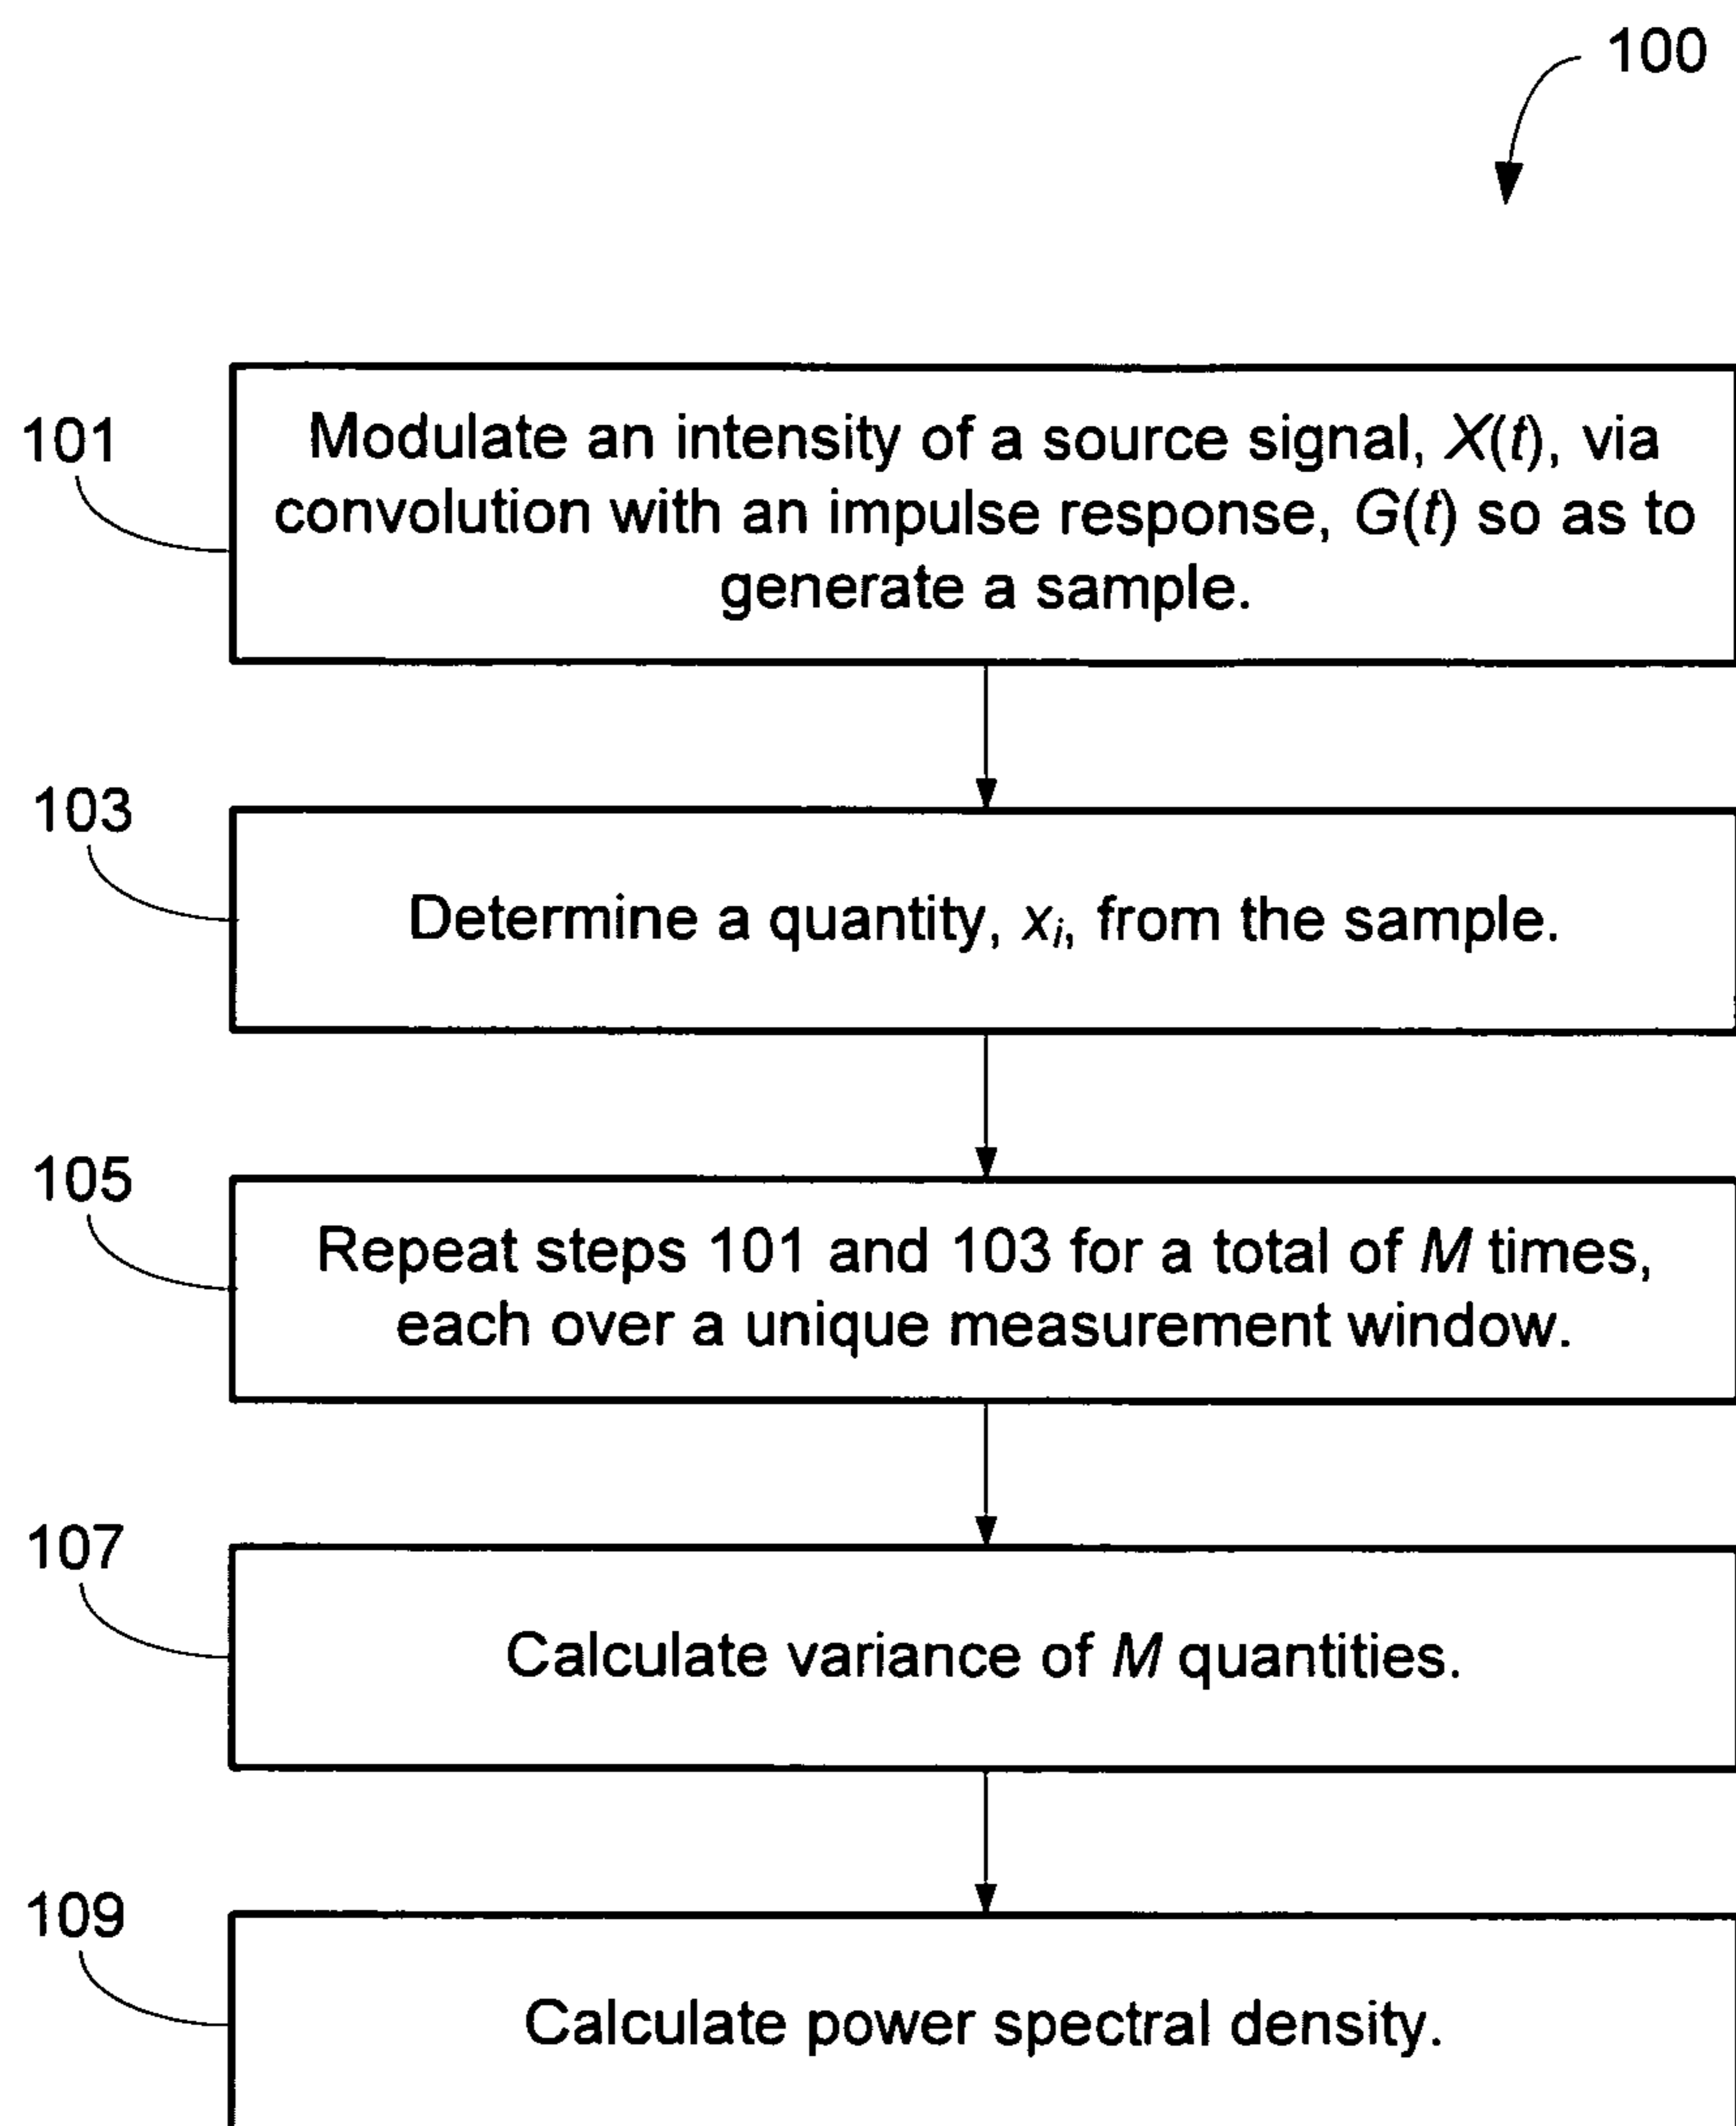 100
101
Modulate an intensity of a source signal, X(t), via
convolution with an impulse response, G(t) so as to
generate a sample.
103
Determine a quantity, xᵢ, from the sample.
105
Repeat steps 101 and 103 for a total of M times,
each over a unique measurement window.
107
Calculate variance of M quantities.
109
Calculate power spectral density.